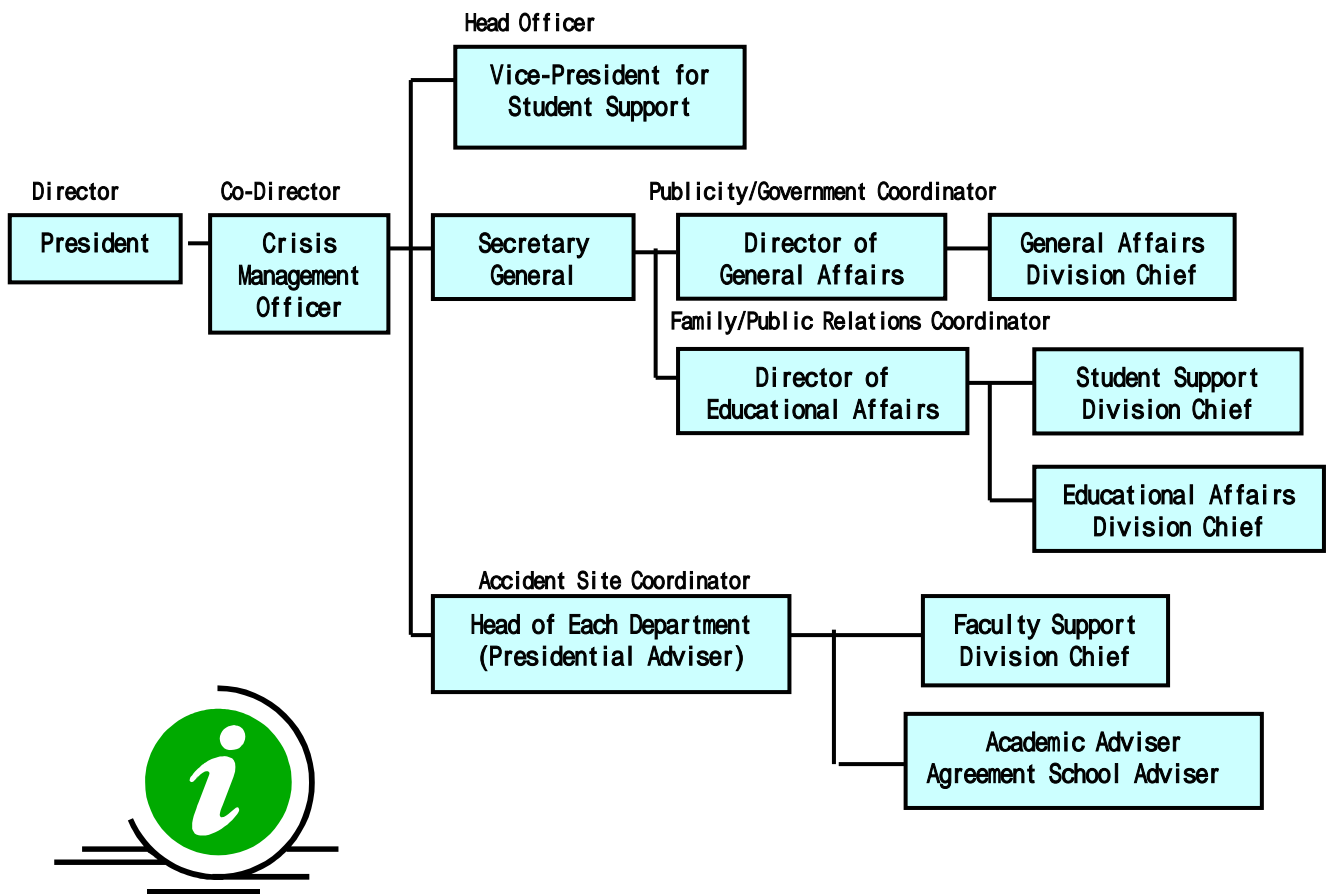 Head Officer
Vice-President for
Student Support
Director
President
Co-Director
Crisis
Management
Officer
Secretary
General
Publicity/Government Coordinator
Director of
General Affairs
General Affairs
Division Chief
Family/Public Relations Coordinator
Director of
Educational Affairs
Student Support
Division Chief
Educational Affairs
Division Chief
Accident Site Coordinator
Head of Each Department
(Presidential Adviser)
Faculty Support
Division Chief
Academic Adviser
Agreement School Adviser
i